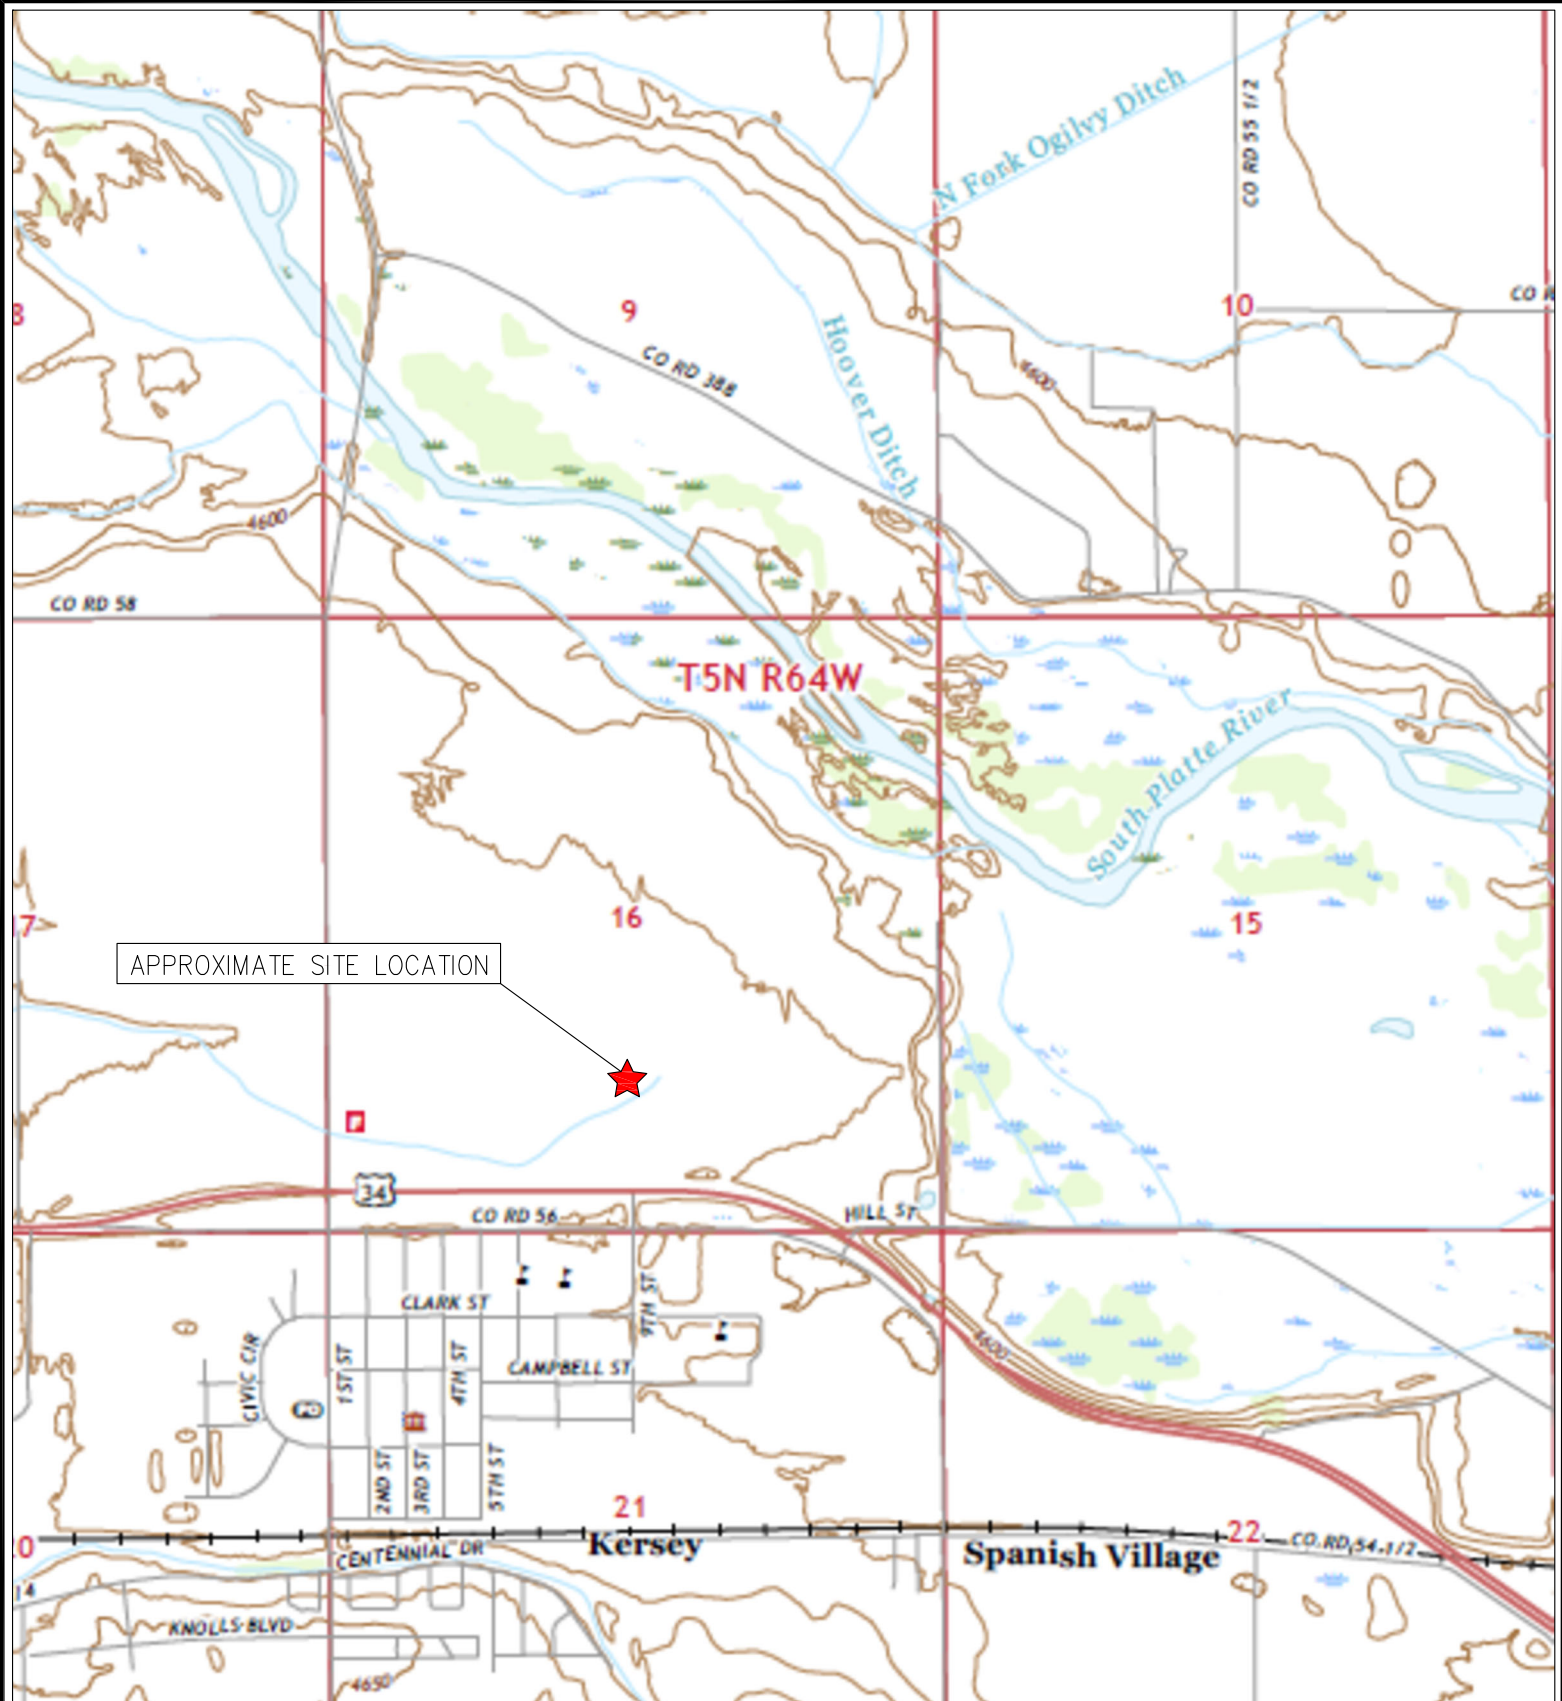 N Fork Ogilvy Ditch
CO RD 55 1/2
8
9
10
CO R
Hoover Ditch
CO RD 388
4600
4600
CO RD 58
T5N R64W
South Platte River
17
16
15
APPROXIMATE SITE LOCATION
34
CO RD 56
HILL ST
CLARK ST
9TH ST
CIVIC CIR
1ST ST
4TH ST
CAMPBELL ST
4600
2ND ST
3RD ST
5TH ST
21
20
Kersey
22
CO RD 54 1/2
Spanish Village
CENTENNIAL DR
14
KNOLLS BLVD
4650